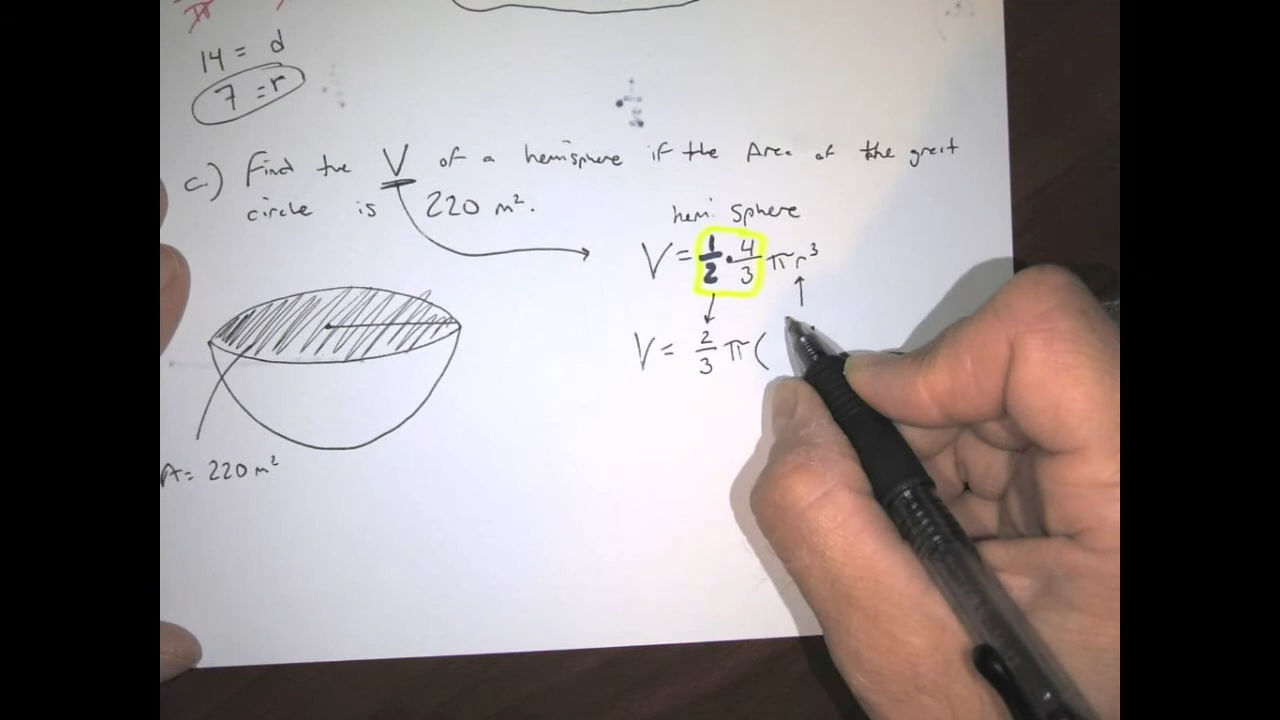 14 = d
7 = r
c.) Find the V of a hemisphere if the Area of the great
circle is 220 m².
hemi sphere
V = 1/2 · 4/3 πr³
V = 2/3 π (
A = 220 m²